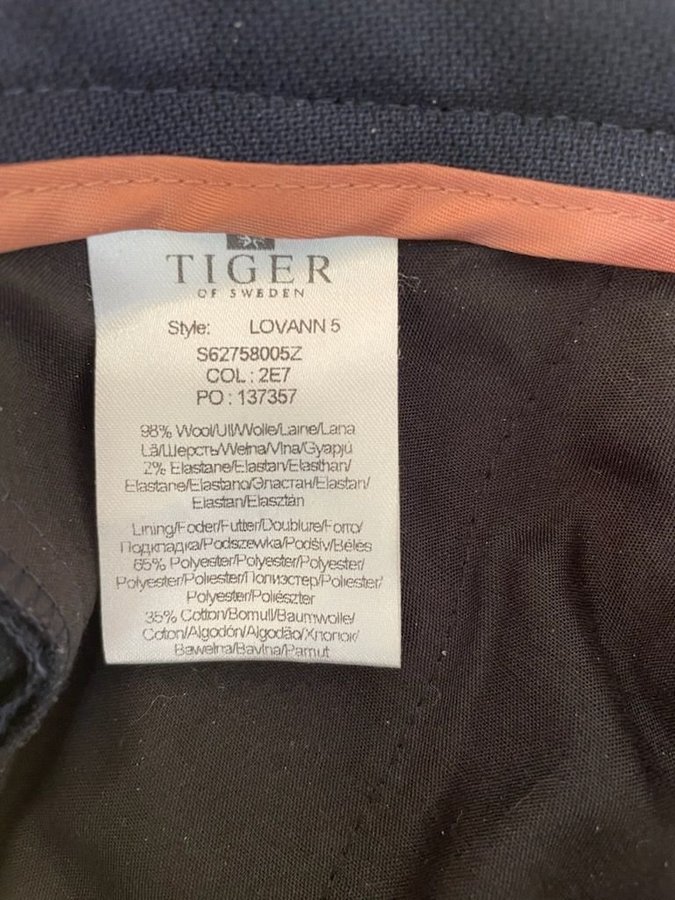 TIGER
OF SWEDEN
Style: LOVANN 5
S62758005Z
COL : 2E7
PO : 137357
98% Wool/Ull/Wolle/Laine/Lana
Lã/Шерсть/Wełna/Vlna/Gyapjú
2% Elastane/Elastan/Elasthan/
Elastane/Elastano/Эластан/Elastan/
Elastan/Elasztán
Lining/Foder/Futter/Doublure/Forro/
Подкладка/Podszewka/Podšív/Bélés
65% Polyester/Polyester/Polyester/
Polyester/Poliester/Полиэстер/Poliester/
Polyester/Poliészter
35% Cotton/Bomull/Baumwolle/
Coton/Algodón/Algodão/Хлопок/
Bawełna/Bavlna/Pamut